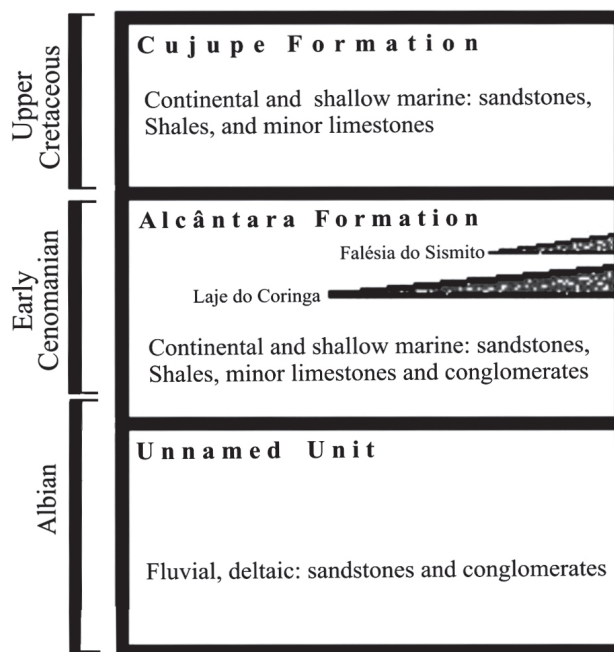 Upper
Cretaceous
Cujupe Formation
Continental and shallow marine: sandstones,
Shales, and minor limestones
Early
Cenomanian
Alcântara Formation
Falésia do Sismito
Laje do Coringa
Continental and shallow marine: sandstones,
Shales, minor limestones and conglomerates
Albian
Unnamed Unit
Fluvial, deltaic: sandstones and conglomerates